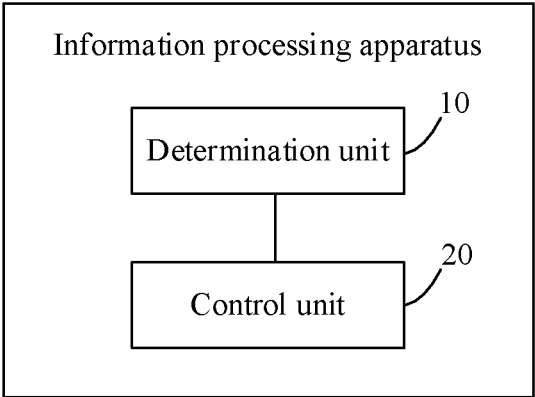 Information processing apparatus
10
Determination unit
20
Control unit